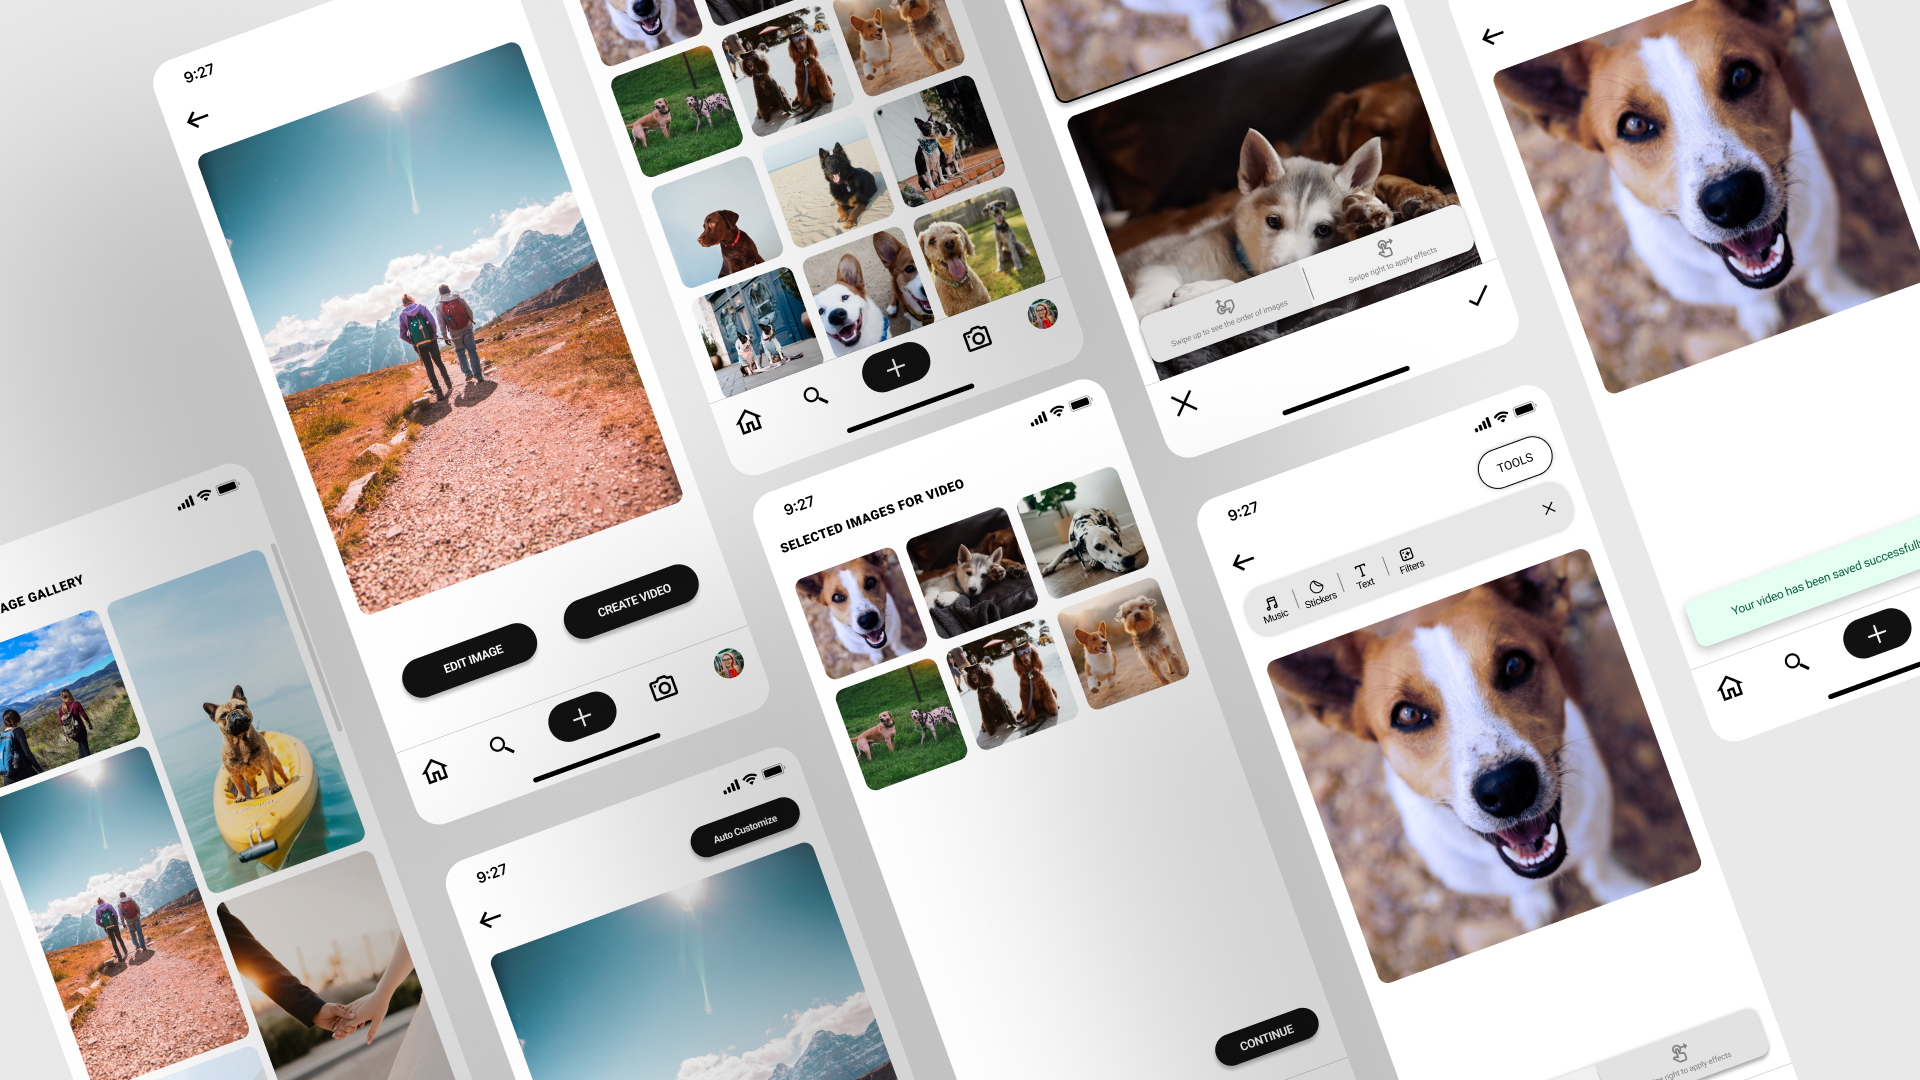 AGE GALLERY
9:27
EDIT IMAGE
CREATE VIDEO
9:27
Auto Customize
9:27
SELECTED IMAGES FOR VIDEO
CONTINUE
Swipe up to see the order of images
Swipe right to apply effects
9:27
TOOLS
Music
Stickers
Text
Filters
right to apply effects
Your video has been saved successfully